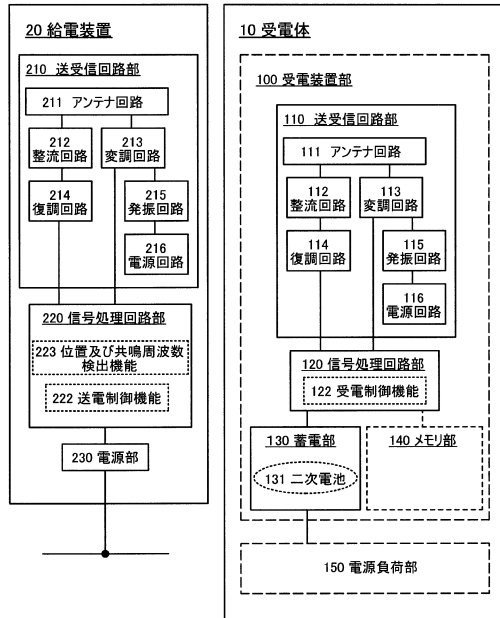 20 給電装置
210 送受信回路部
211 アンテナ回路
212
整流回路
213
変調回路
214
復調回路
215
発振回路
216
電源回路
220 信号処理回路部
223 位置及び共鳴周波数
検出機能
222 送電制御機能
230 電源部
10 受電体
100 受電装置部
110 送受信回路部
111 アンテナ回路
112
整流回路
113
変調回路
114
復調回路
115
発振回路
116
電源回路
120 信号処理回路部
122 受電制御機能
130 蓄電部
131 二次電池
140 メモリ部
150 電源負荷部